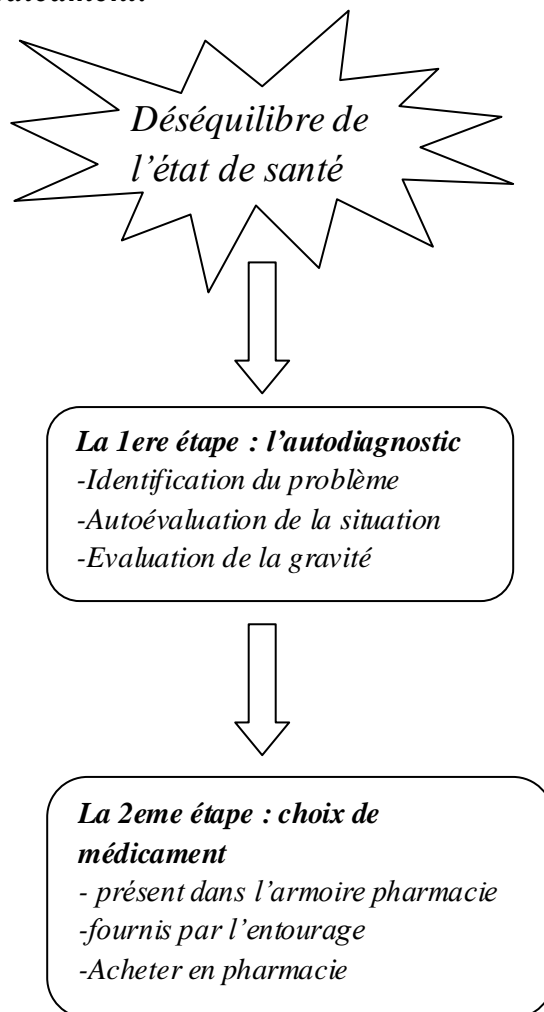 Déséquilibre de
l'état de santé
La 1ere étape : l'autodiagnostic
-Identification du problème
-Autoévaluation de la situation
-Evaluation de la gravité
La 2eme étape : choix de
médicament
- présent dans l'armoire pharmacie
-fournis par l'entourage
-Acheter en pharmacie